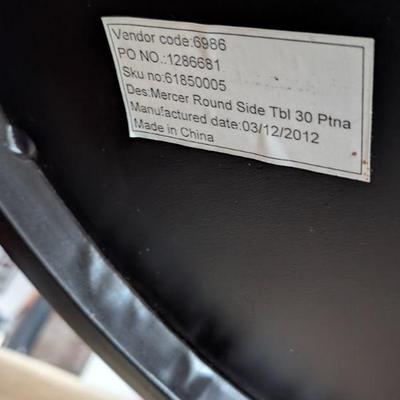 Vendor code:6986
PO NO.:1286681
Sku no:61850005
Des:Mercer Round Side Tbl 30 Ptna
Manufactured date:03/12/2012
Made in China